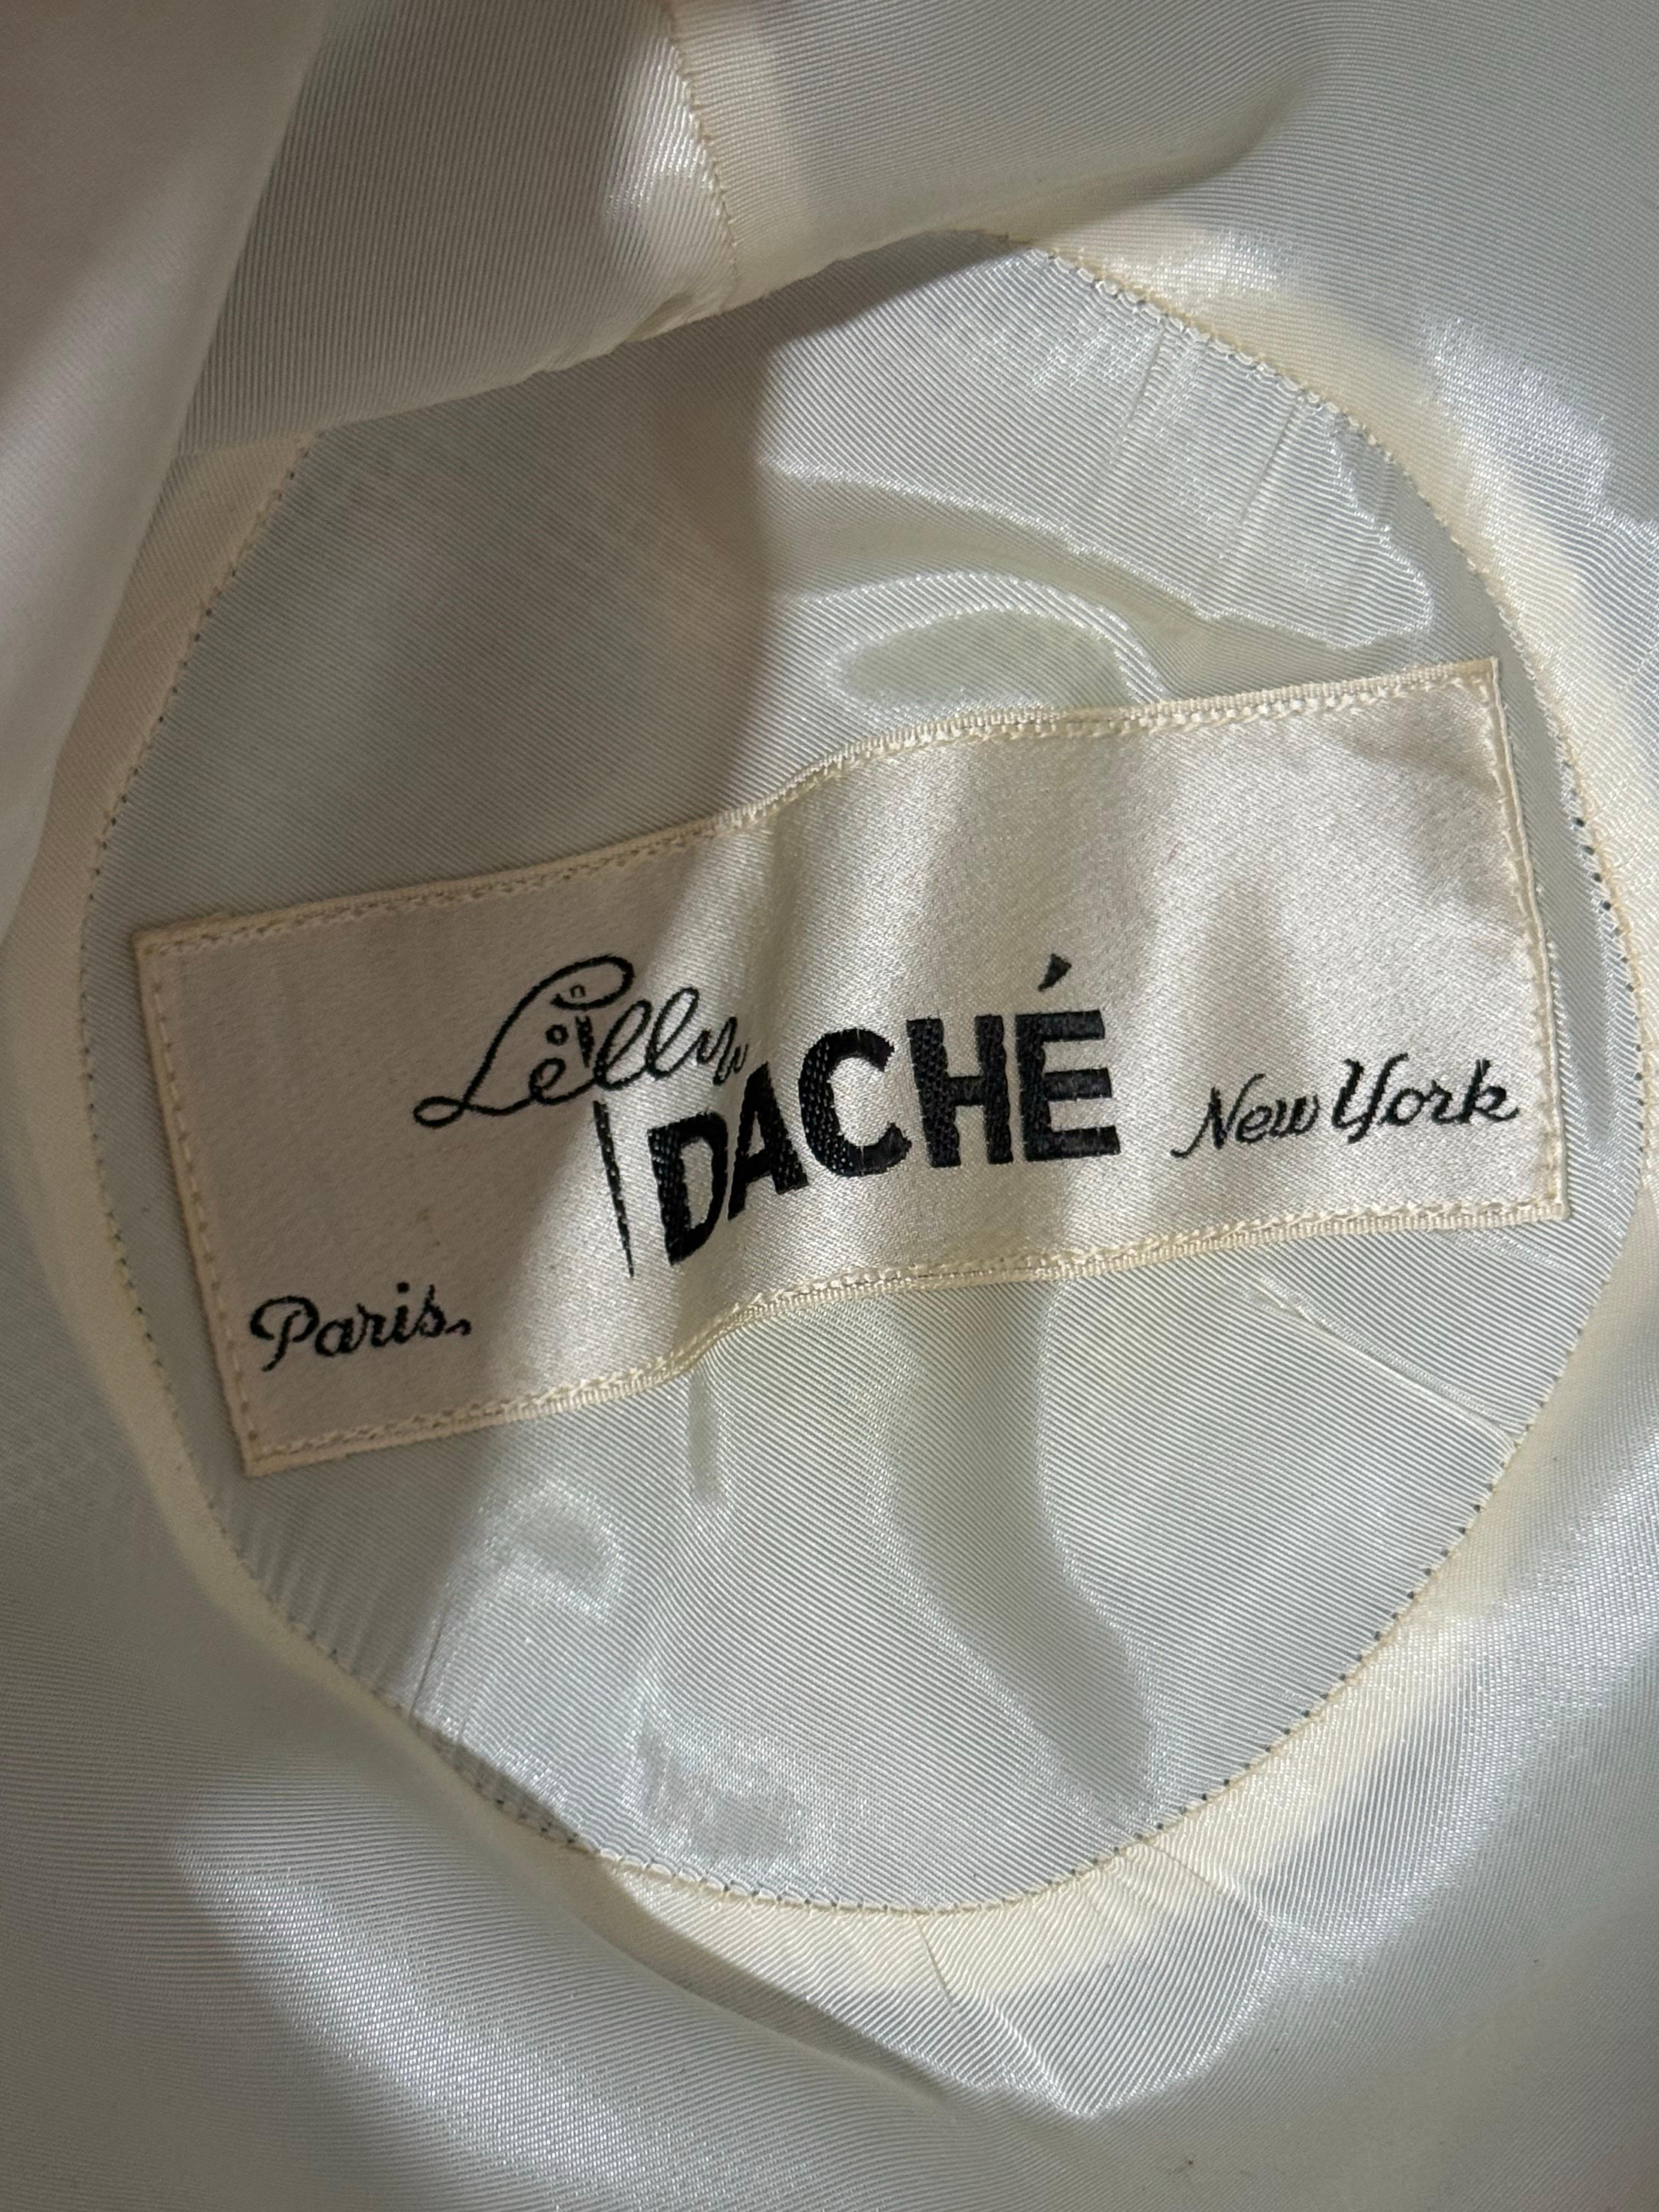 Lilly
DACHÉ
Paris.
New York